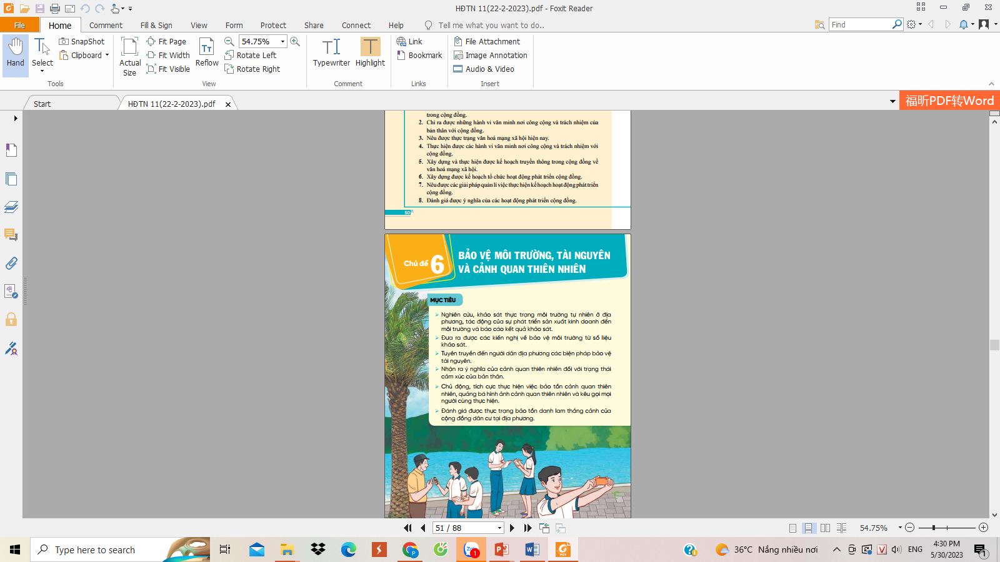 HĐTN 11(22-2-2023).pdf - Foxit Reader
File Home Comment Fill & Sign View Form Protect Share Connect Help Tell me what you want to do.. Find
Hand
Select
SnapShot
Clipboard
Tools
Actual
Size
Fit Page
Fit Width
Fit Visible
Reflow
54.75%
Rotate Left
Rotate Right
View
Typewriter
Highlight
Comment
Link
Bookmark
Links
File Attachment
Image Annotation
Audio & Video
Insert
Start
HĐTN 11(22-2-2023).pdf
福昕PDF转Word
trong cộng đồng.
2. Chỉ ra được những hành vi văn minh nơi công cộng và trách nhiệm của
bản thân với cộng đồng.
3. Nêu được thực trạng văn hoá mạng xã hội hiện nay.
4. Thực hiện được các hành vi văn minh nơi công cộng và trách nhiệm với
cộng đồng.
5. Xây dựng và thực hiện được kế hoạch truyền thông trong cộng đồng về
văn hoá mạng xã hội.
6. Xây dựng được kế hoạch tổ chức hoạt động phát triển cộng đồng.
7. Nêu được các giải pháp quản lí việc thực hiện kế hoạch hoạt động phát triển
cộng đồng.
8. Đánh giá được ý nghĩa của các hoạt động phát triển cộng đồng.
50
Chủ đề 6
BẢO VỆ MÔI TRƯỜNG, TÀI NGUYÊN
VÀ CẢNH QUAN THIÊN NHIÊN
MỤC TIÊU
➢ Nghiên cứu, khảo sát thực trạng môi trường tự nhiên ở địa
phương, tác động của sự phát triển sản xuất kinh doanh đến
môi trường và báo cáo kết quả khảo sát.
➢ Đưa ra được các kiến nghị về bảo vệ môi trường từ số liệu
khảo sát.
➢ Tuyên truyền đến người dân địa phương các biện pháp bảo vệ
tài nguyên.
➢ Nhận ra ý nghĩa của cảnh quan thiên nhiên đối với trạng thái
cảm xúc của bản thân.
➢ Chủ động, tích cực thực hiện việc bảo tồn cảnh quan thiên
nhiên, quảng bá hình ảnh cảnh quan thiên nhiên và kêu gọi mọi
người cùng thực hiện.
➢ Đánh giá được thực trạng bảo tồn danh lam thắng cảnh của
cộng đồng dân cư tại địa phương.
51 / 88
54.75%
Type here to search
36°C Nắng nhiều nơi
ENG
4:30 PM
5/30/2023